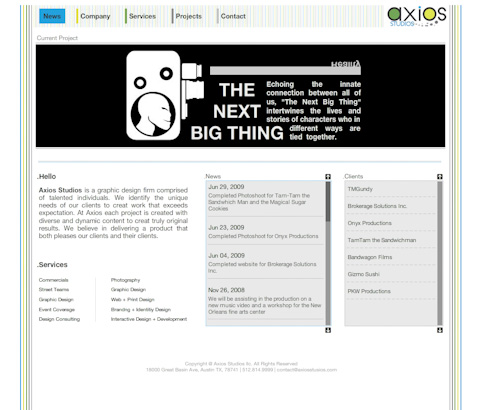 News
Company
Services
Projects
Contact
axios
STUDIOS
Current Project
Reality
THE
NEXT
BIG THING
Echoing the innate
connection between all of
us, "The Next Big Thing"
intertwines the lives and
stories of characters who in
different ways are
tied together.
.Hello
Axios Studios is a graphic design firm comprised
of talented individuals. We identify the unique
needs of our clients to creat work that exceeds
expectation. At Axios each project is created with
diverse and dynamic content to creat truly original
results. We believe in delivering a product that
both pleases our clients and their clients.
.Services
Commercials
Street Teams
Graphic Design
Event Coverage
Design Consulting
Photography
Graphic Design
Web + Print Design
Branding + Identity Design
Interactive Design + Development
News
Jun 29, 2009
Completed Photoshoot for Tam-Tam the
Sandwhich Man and the Magical Sugar
Cookies
Jun 23, 2009
Completed Photoshoot for Onyx Productions
Jun 04, 2009
Completed website for Brokerage Solutions
Inc.
Nov 26, 2008
We will be assisting in the production on a
new music video and a workshop for the New
Orleans fine arts center
Clients
TMGundy
Brokerage Solutions Inc.
Onyx Productions
TamTam the Sandwichman
Bandwagon Films
Gizmo Sushi
PKW Productions
Copyright © Axios Studios Inc. All Rights Reserved
Great Basin Ave, Austin TX,